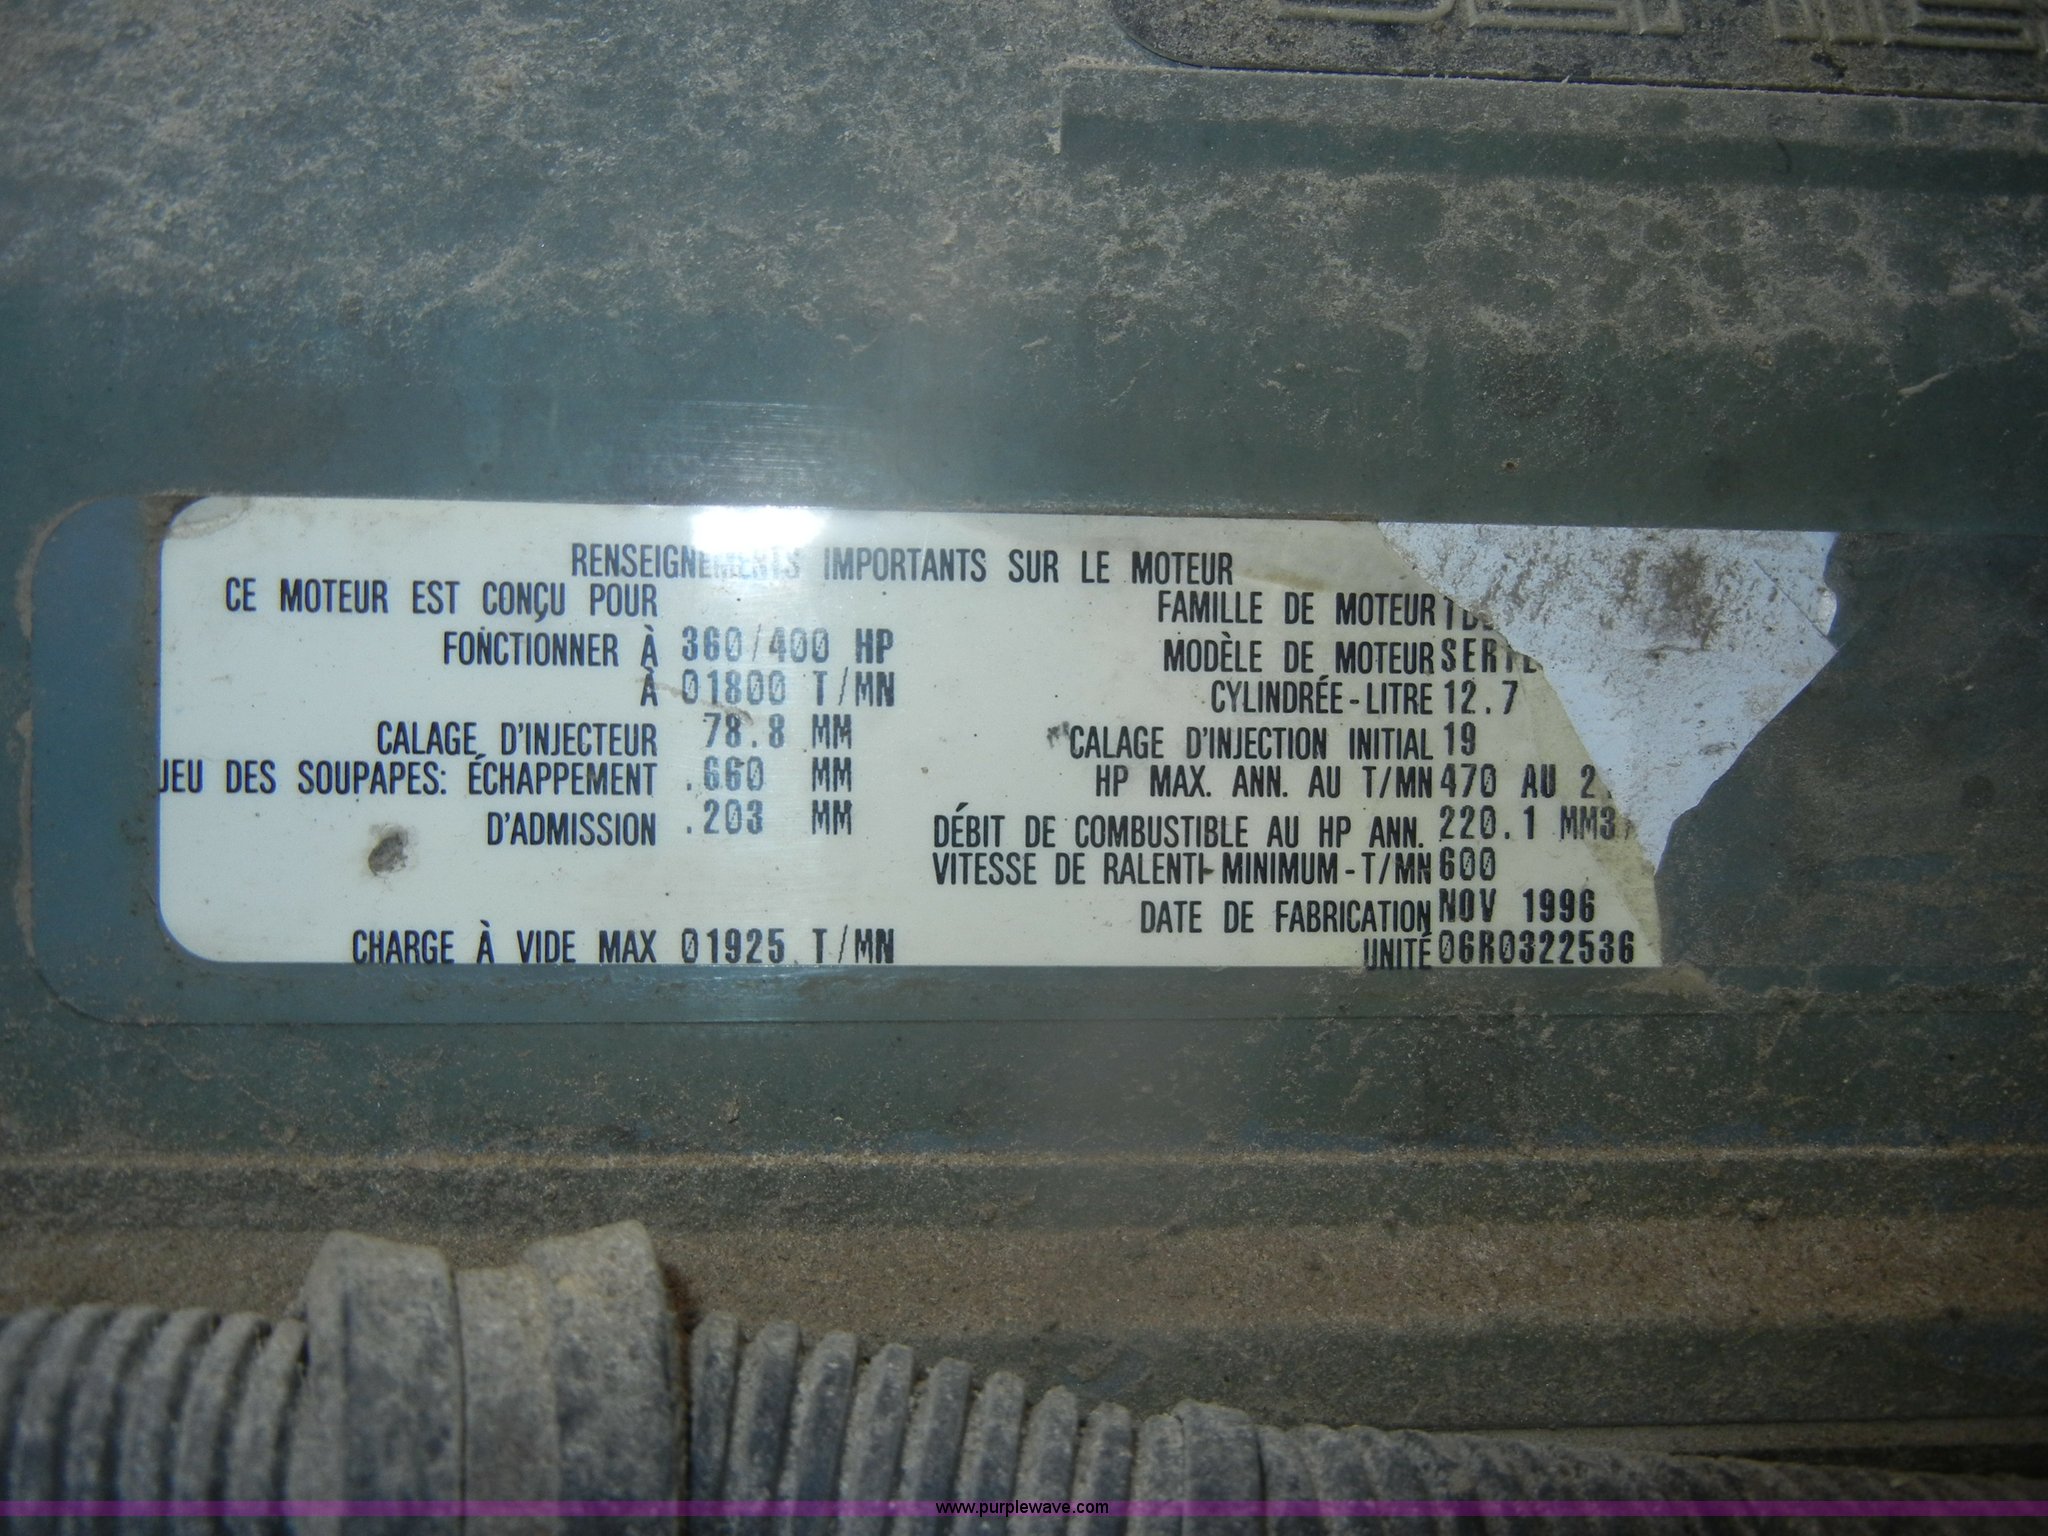 RENSEIGNEMENTS IMPORTANTS SUR LE MOTEUR
CE MOTEUR EST CONÇU POUR
FONCTIONNER À 360/400 HP
À 01800 T/MN
CALAGE D'INJECTEUR 78.8 MM
JEU DES SOUPAPES: ÉCHAPPEMENT .660 MM
D'ADMISSION .203 MM
CHARGE À VIDE MAX 01925 T/MN
FAMILLE DE MOTEUR
MODÈLE DE MOTEUR
CYLINDRÉE-LITRE 12.7
CALAGE D'INJECTION INITIAL 19
HP MAX. ANN. AU T/MN 470 AU
DÉBIT DE COMBUSTIBLE AU HP ANN. 220.1 MM3
VITESSE DE RALENTI-MINIMUM-T/MN 600
DATE DE FABRICATION NOV 1996
UNITÉ 06R0322536
www.purplewave.com